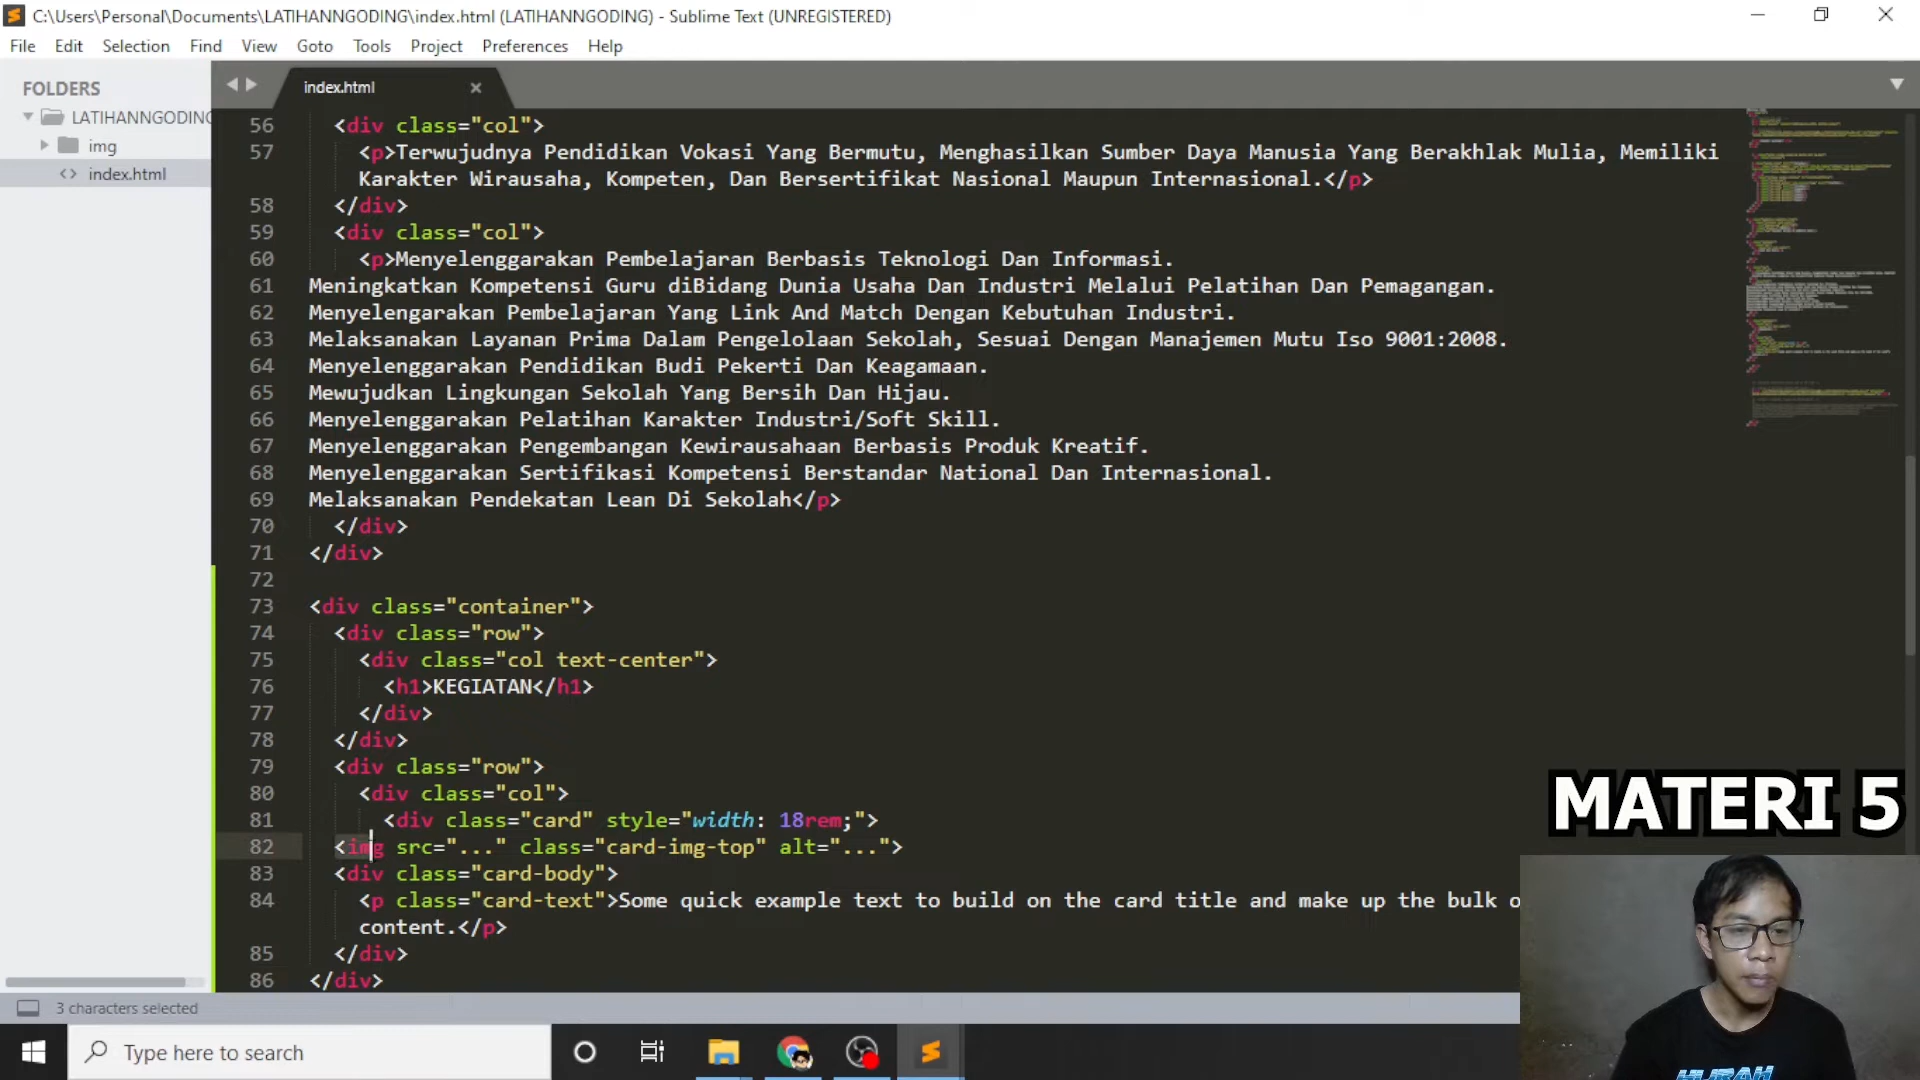 C:\Users\Personal\Documents\LATIHANNGODING\index.html (LATIHANNGODING) - Sublime Text (UNREGISTERED)
File Edit Selection Find View Goto Tools Project Preferences Help
FOLDERS
LATIHANNGODING
img
index.html
index.html
56 <div class="col">
57 <p>Terwujudnya Pendidikan Vokasi Yang Bermutu, Menghasilkan Sumber Daya Manusia Yang Berakhlak Mulia, Memiliki
Karakter Wirausaha, Kompeten, Dan Bersertifikat Nasional Maupun Internasional.</p>
58 </div>
59 <div class="col">
60 <p>Menyelenggarakan Pembelajaran Berbasis Teknologi Dan Informasi.
61 Meningkatkan Kompetensi Guru diBidang Dunia Usaha Dan Industri Melalui Pelatihan Dan Pemagangan.
62 Menyelengarakan Pembelajaran Yang Link And Match Dengan Kebutuhan Industri.
63 Melaksanakan Layanan Prima Dalam Pengelolaan Sekolah, Sesuai Dengan Manajemen Mutu Iso 9001:2008.
64 Menyelenggarakan Pendidikan Budi Pekerti Dan Keagamaan.
65 Mewujudkan Lingkungan Sekolah Yang Bersih Dan Hijau.
66 Menyelenggarakan Pelatihan Karakter Industri/Soft Skill.
67 Menyelenggarakan Pengembangan Kewirausahaan Berbasis Produk Kreatif.
68 Menyelenggarakan Sertifikasi Kompetensi Berstandar National Dan Internasional.
69 Melaksanakan Pendekatan Lean Di Sekolah</p>
70 </div>
71 </div>
72
73 <div class="container">
74 <div class="row">
75 <div class="col text-center">
76 <h1>KEGIATAN</h1>
77 </div>
78 </div>
79 <div class="row">
80 <div class="col">
81 <div class="card" style="width: 18rem;">
82 <img src="..." class="card-img-top" alt="...">
83 <div class="card-body">
84 <p class="card-text">Some quick example text to build on the card title and make up the bulk o
content.</p>
85 </div>
86 </div>
MATERI 5
3 characters selected
Type here to search